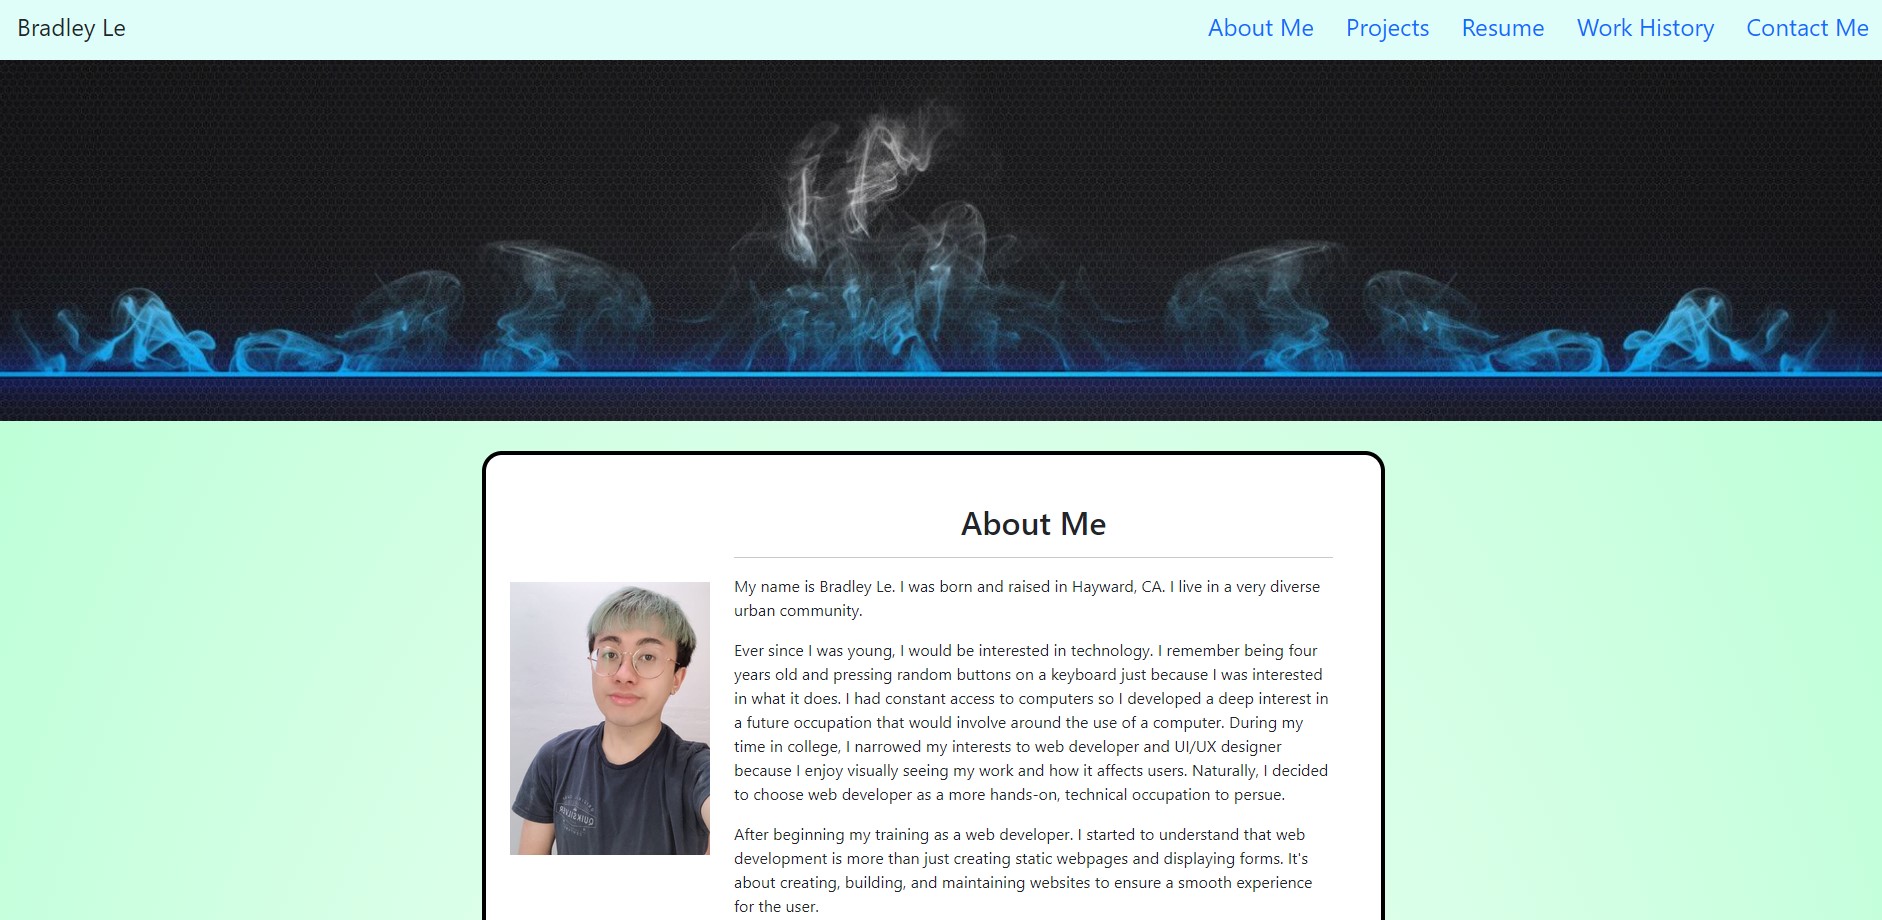 Bradley Le
About Me Projects Resume Work History Contact Me
About Me
My name is Bradley Le. I was born and raised in Hayward, CA. I live in a very diverse
urban community.
Ever since I was young, I would be interested in technology. I remember being four
years old and pressing random buttons on a keyboard just because I was interested
in what it does. I had constant access to computers so I developed a deep interest in
a future occupation that would involve around the use of a computer. During my
time in college, I narrowed my interests to web developer and UI/UX designer
because I enjoy visually seeing my work and how it affects users. Naturally, I decided
to choose web developer as a more hands-on, technical occupation to persue.
QUIKSILVER
After beginning my training as a web developer. I started to understand that web
development is more than just creating static webpages and displaying forms. It's
about creating, building, and maintaining websites to ensure a smooth experience
for the user.